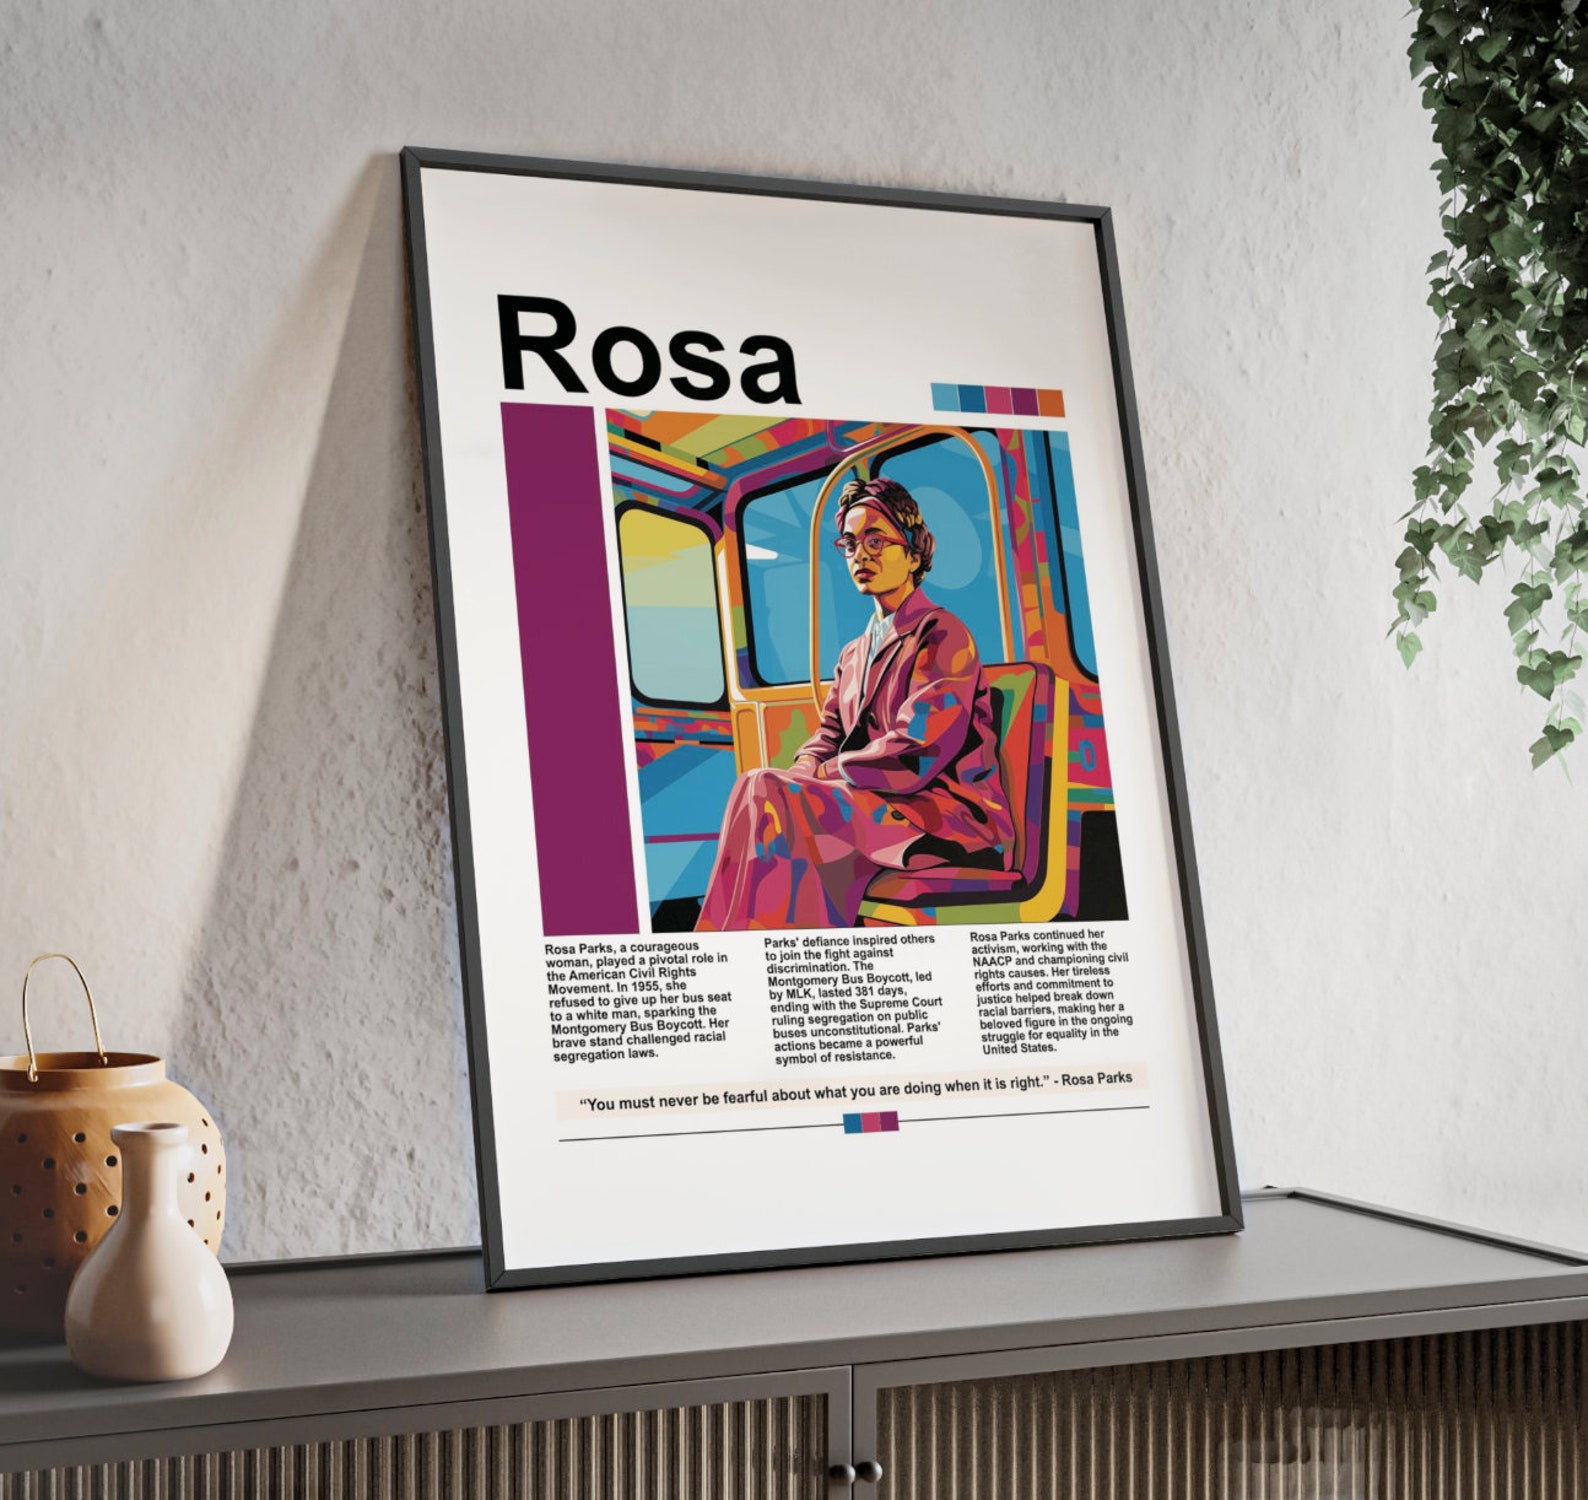 Rosa
Rosa Parks, a courageous
woman, played a pivotal role in
the American Civil Rights
Movement. In 1955, she
refused to give up her bus seat
to a white man, sparking the
Montgomery Bus Boycott. Her
brave stand challenged racial
segregation laws.
Parks' defiance inspired others
to join the fight against
discrimination. The
Montgomery Bus Boycott, led
by MLK, lasted 381 days,
ending with the Supreme Court
ruling segregation on public
buses unconstitutional. Parks'
actions became a powerful
symbol of resistance.
Rosa Parks continued her
activism, working with the
NAACP and championing civil
rights causes. Her tireless
efforts and commitment to
justice helped break down
racial barriers, making her a
beloved figure in the ongoing
struggle for equality in the
United States.
“You must never be fearful about what you are doing when it is right.” - Rosa Parks